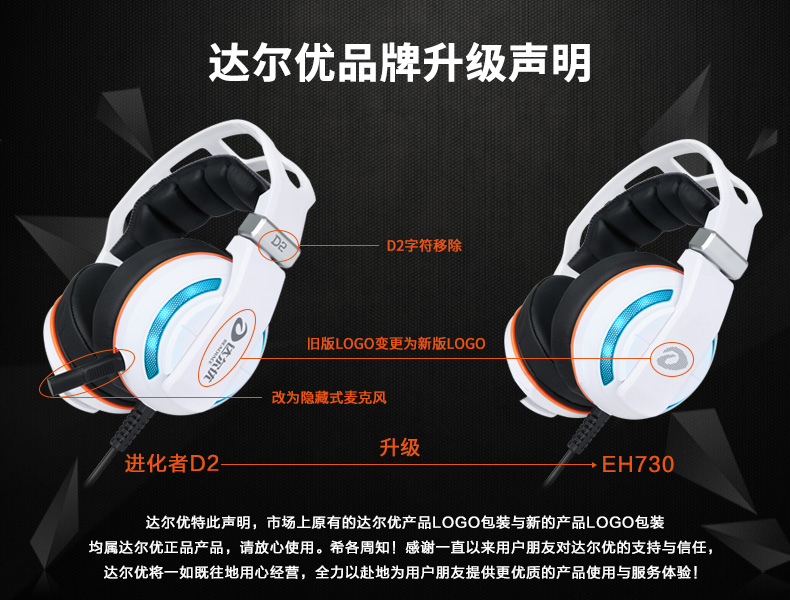 达尔优品牌升级声明
D2
D2字符移除
旧版LOGO变更为新版LOGO
达尔优
改为隐藏式麦克风
升级
进化者D2
EH730
达尔优特此声明，市场上原有的达尔优产品LOGO包装与新的产品LOGO包装
均属达尔优正品产品，请放心使用。希各周知！感谢一直以来用户朋友对达尔优的支持与信任，
达尔优将一如既往地用心经营，全力以赴地为用户朋友提供更优质的产品使用与服务体验！